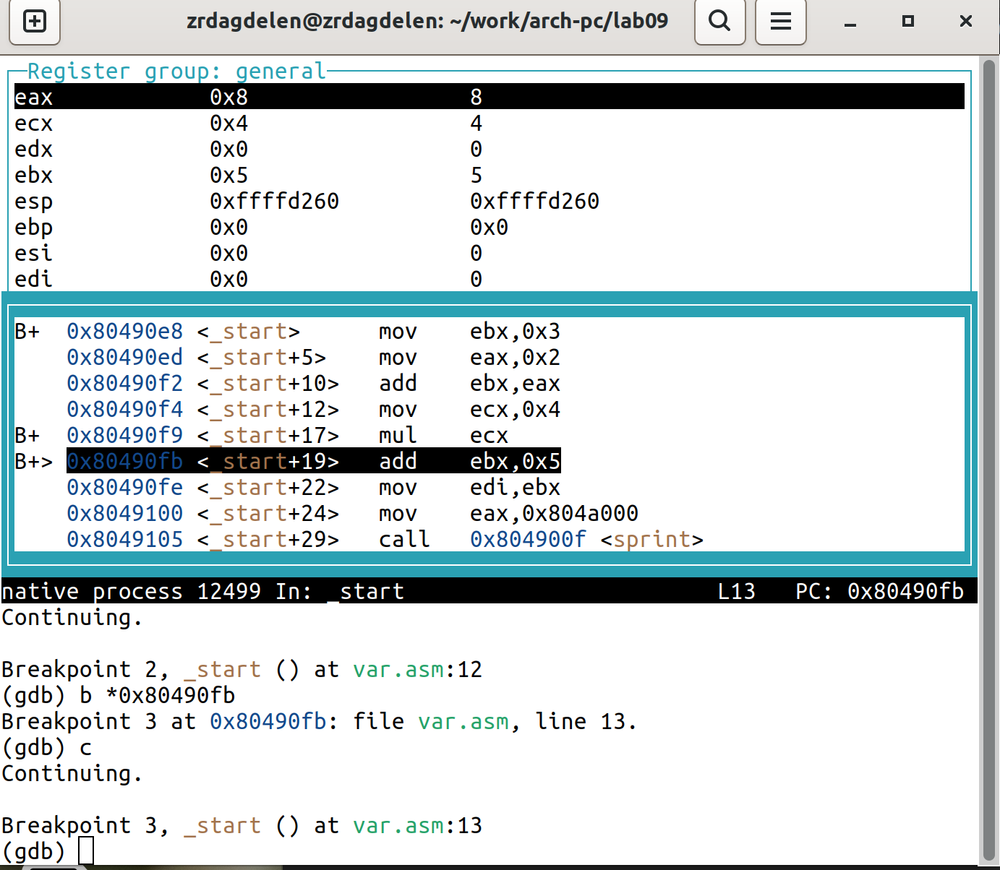 zrdagdelen@zrdagdelen: ~/work/arch-pc/lab09
Register group: general
eax 0x8 8
ecx 0x4 4
edx 0x0 0
ebx 0x5 5
esp 0xffffd260 0xffffd260
ebp 0x0 0x0
esi 0x0 0
edi 0x0 0
B+ 0x80490e8 <_start> mov ebx,0x3
0x80490ed <_start+5> mov eax,0x2
0x80490f2 <_start+10> add ebx,eax
0x80490f4 <_start+12> mov ecx,0x4
B+ 0x80490f9 <_start+17> mul ecx
B+> 0x80490fb <_start+19> add ebx,0x5
0x80490fe <_start+22> mov edi,ebx
0x8049100 <_start+24> mov eax,0x804a000
0x8049105 <_start+29> call 0x804900f <sprint>
native process 12499 In: _start L13 PC: 0x80490fb
Continuing.
Breakpoint 2, _start () at var.asm:12
(gdb) b *0x80490fb
Breakpoint 3 at 0x80490fb: file var.asm, line 13.
(gdb) c
Continuing.
Breakpoint 3, _start () at var.asm:13
(gdb)